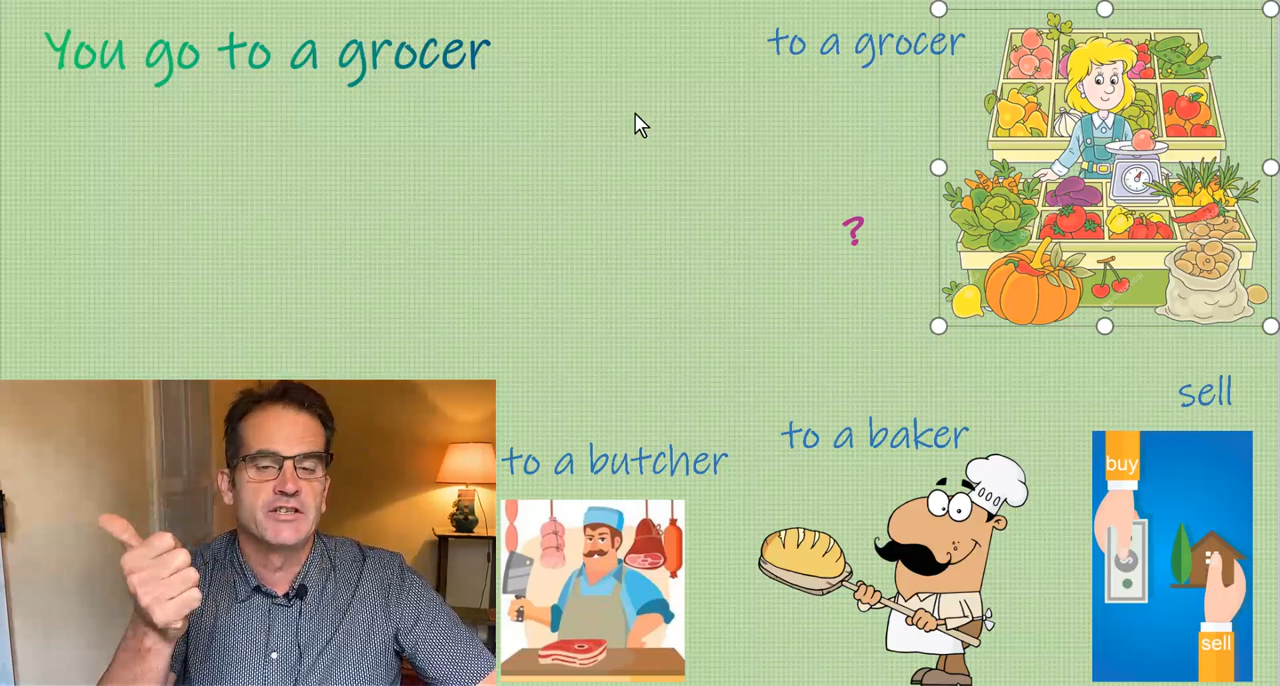 You go to a grocer
to a grocer
?
sell
to a baker
to a butcher
buy
sell